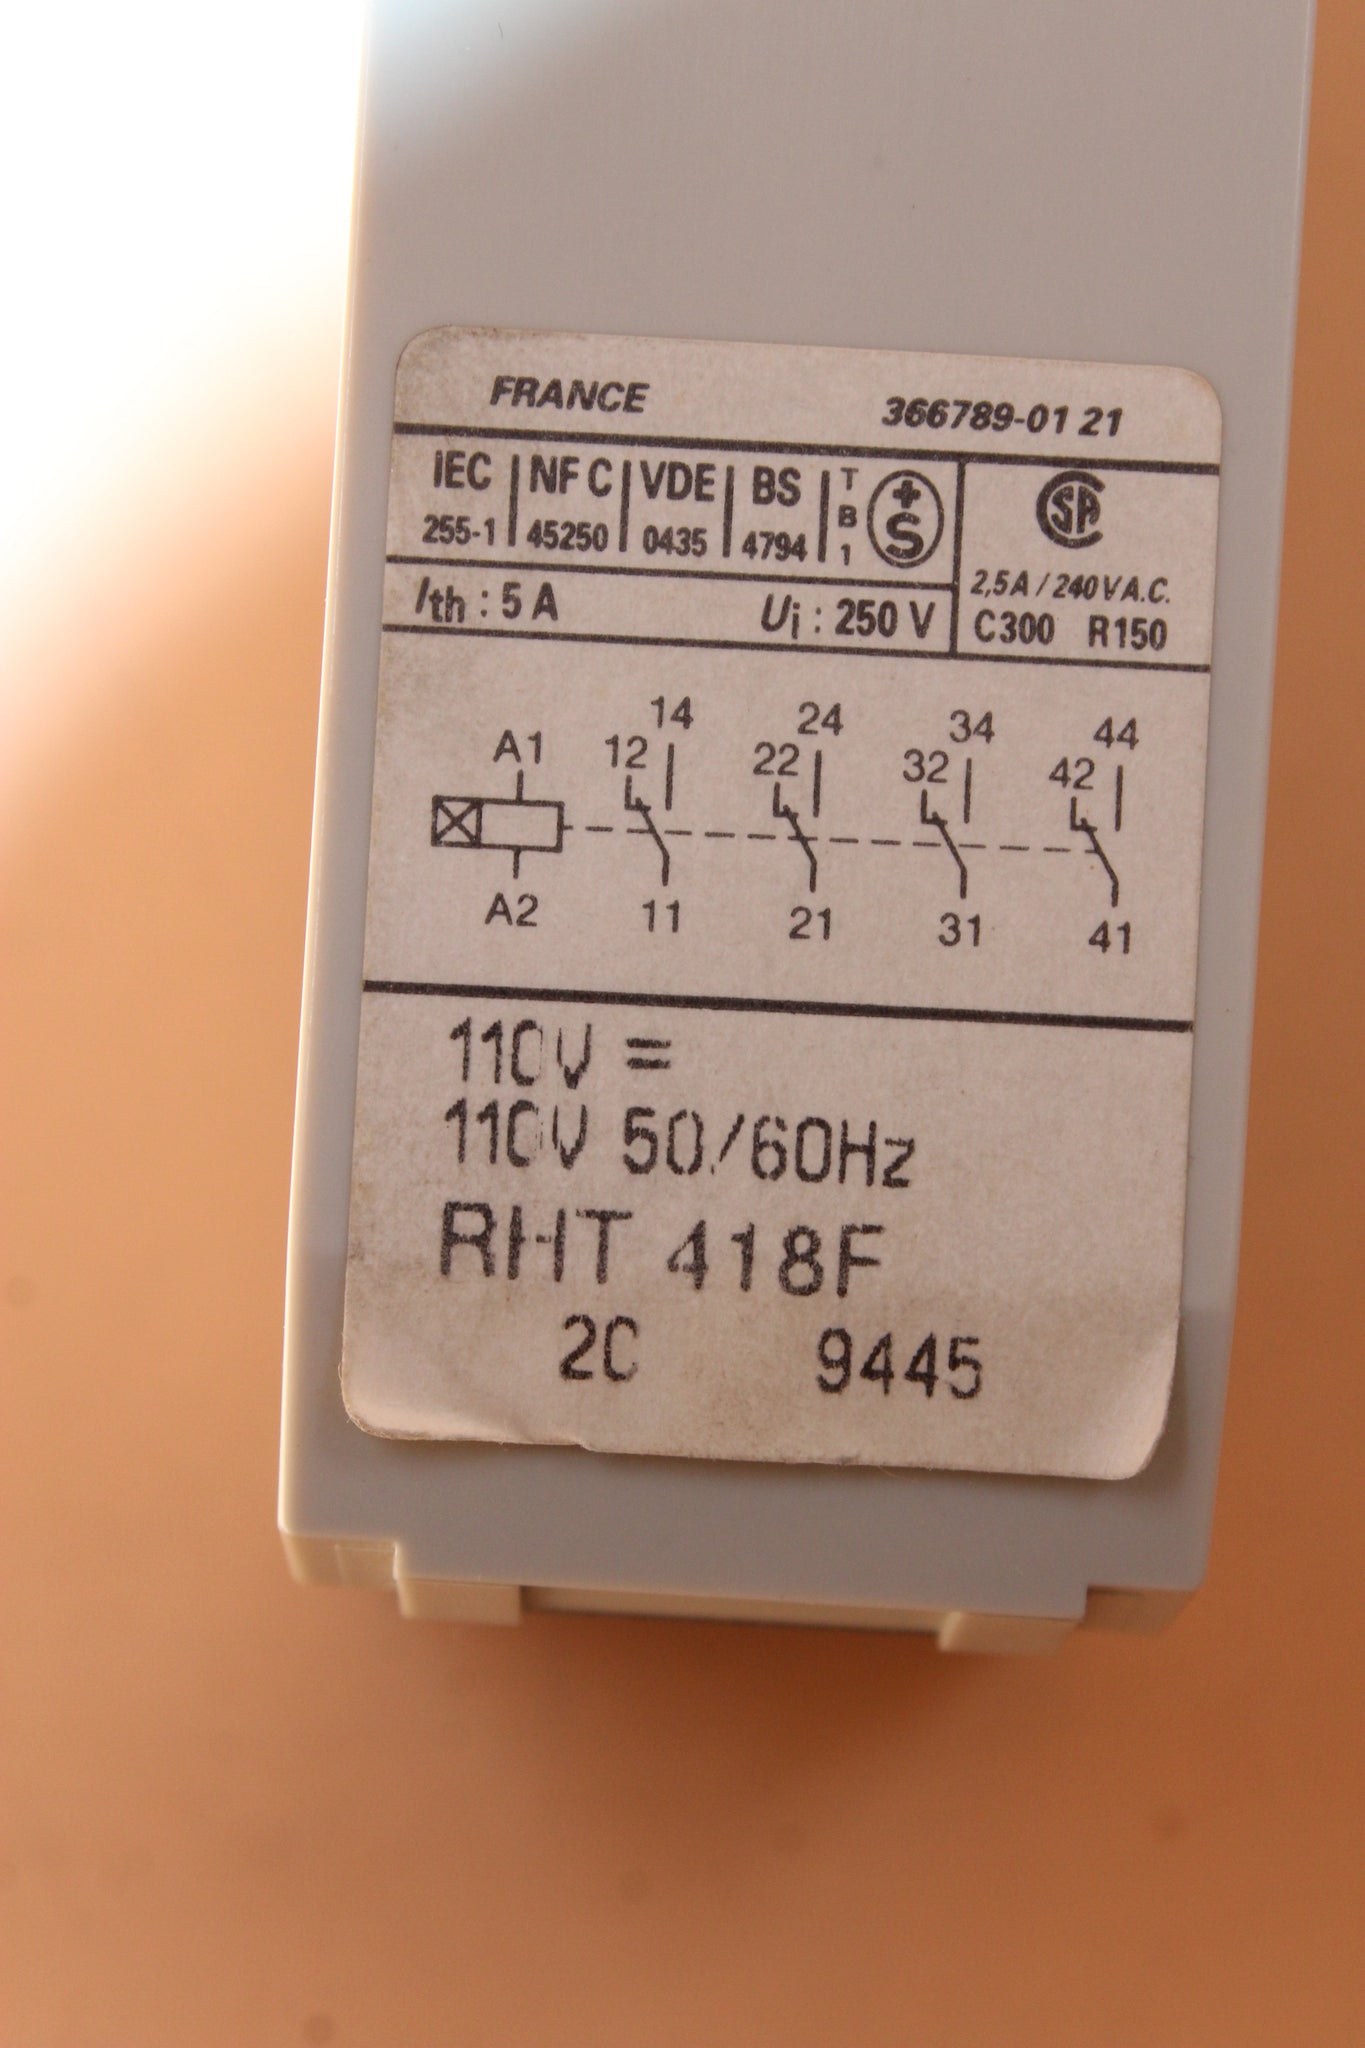 FRANCE 366789-01 21
IEC NF C VDE BS T B 1 +S CSA
255-1 45250 0435 4794
2,5A / 240V A.C.
Ith : 5 A Ui : 250 V C300 R150
14 24 34 44
A1 12 22 32 42
A2 11 21 31 41
110V =
110V 50/60Hz
RHT 418F
2C 9445